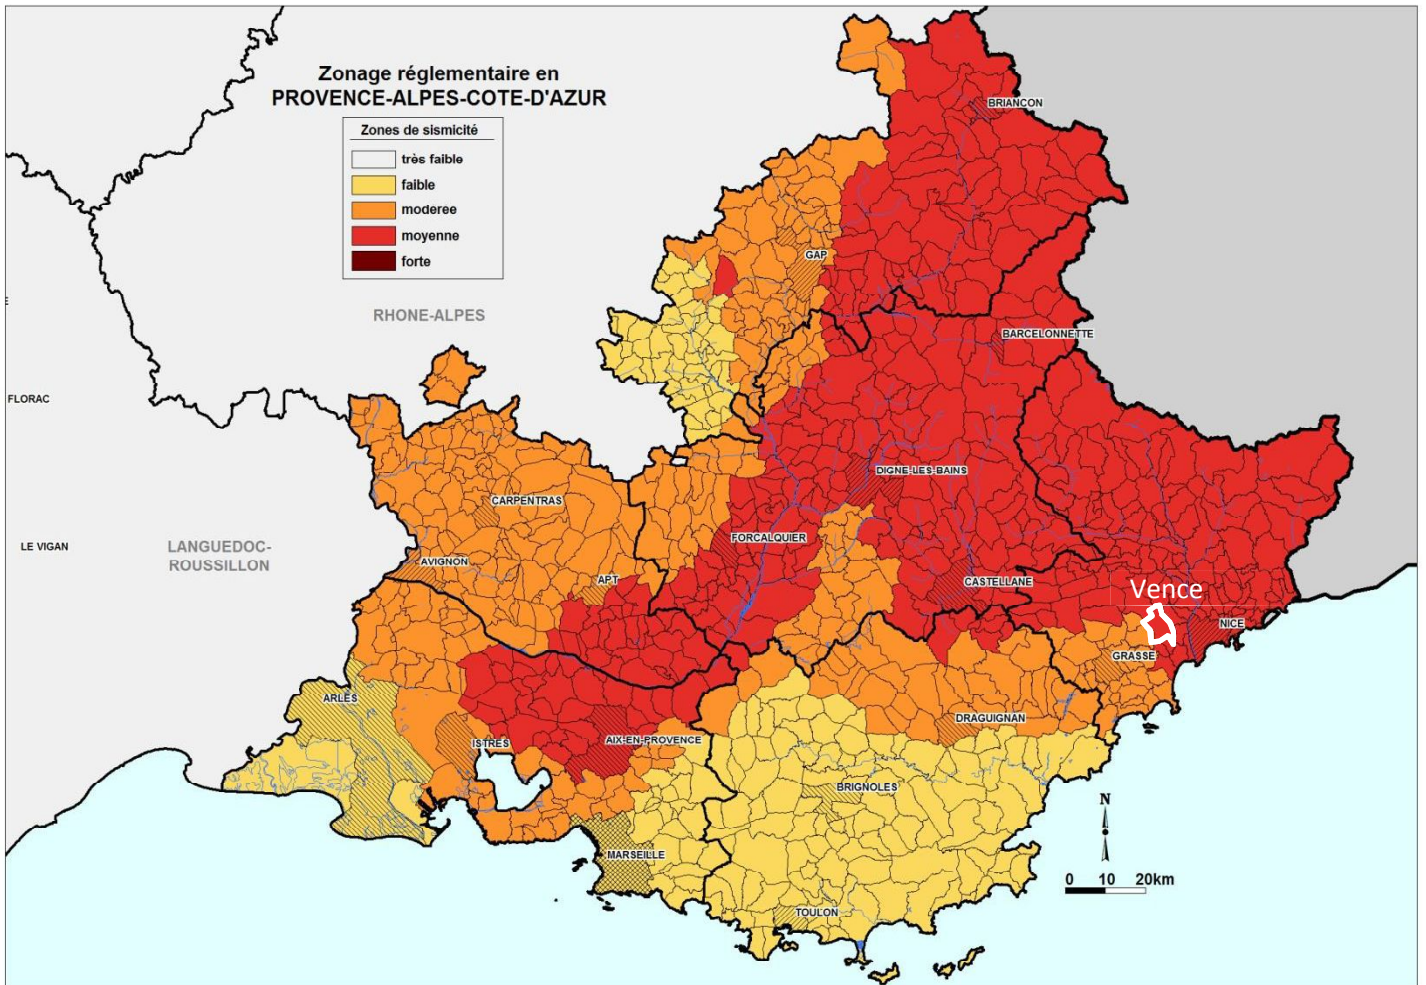 Zonage réglementaire en
PROVENCE-ALPES-COTE-D'AZUR
Zones de sismicité
très faible
faible
moderee
moyenne
forte
BRIANCON
GAP
RHONE-ALPES
BARCELONNETTE
FLORAC
DIGNE-LES-BAINS
CARPENTRAS
FORCALQUIER
LE VIGAN
LANGUEDOC-
ROUSSILLON
AVIGNON
APT
CASTELLANE
Vence
NICE
GRASSE
ARLES
DRAGUIGNAN
ISTRES
AIX-EN-PROVENCE
BRIGNOLES
N
MARSEILLE
0 10 20km
TOULON